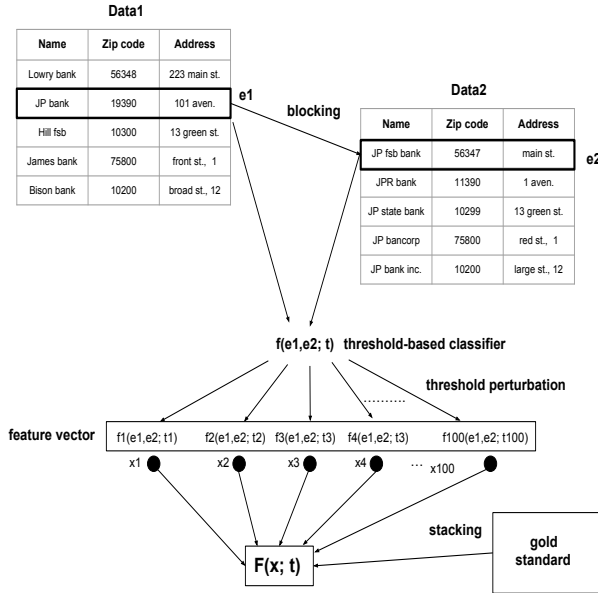 Data1
Name Zip code Address
Lowry bank 56348 223 main st.
JP bank 19390 101 aven.
Hill fsb 10300 13 green st.
James bank 75800 front st., 1
Bison bank 10200 broad st., 12
e1
blocking
Data2
Name Zip code Address
JP fsb bank 56347 main st.
JPR bank 11390 1 aven.
JP state bank 10299 13 green st.
JP bancorp 75800 red st., 1
JP bank inc. 10200 large st., 12
e2
f(e1,e2; t) threshold-based classifier
threshold perturbation
..........
feature vector
f1(e1,e2; t1) f2(e1,e2; t2) f3(e1,e2; t3) f4(e1,e2; t3) f100(e1,e2; t100)
x1 x2 x3 x4 ... x100
stacking
F(x; t)
gold
standard